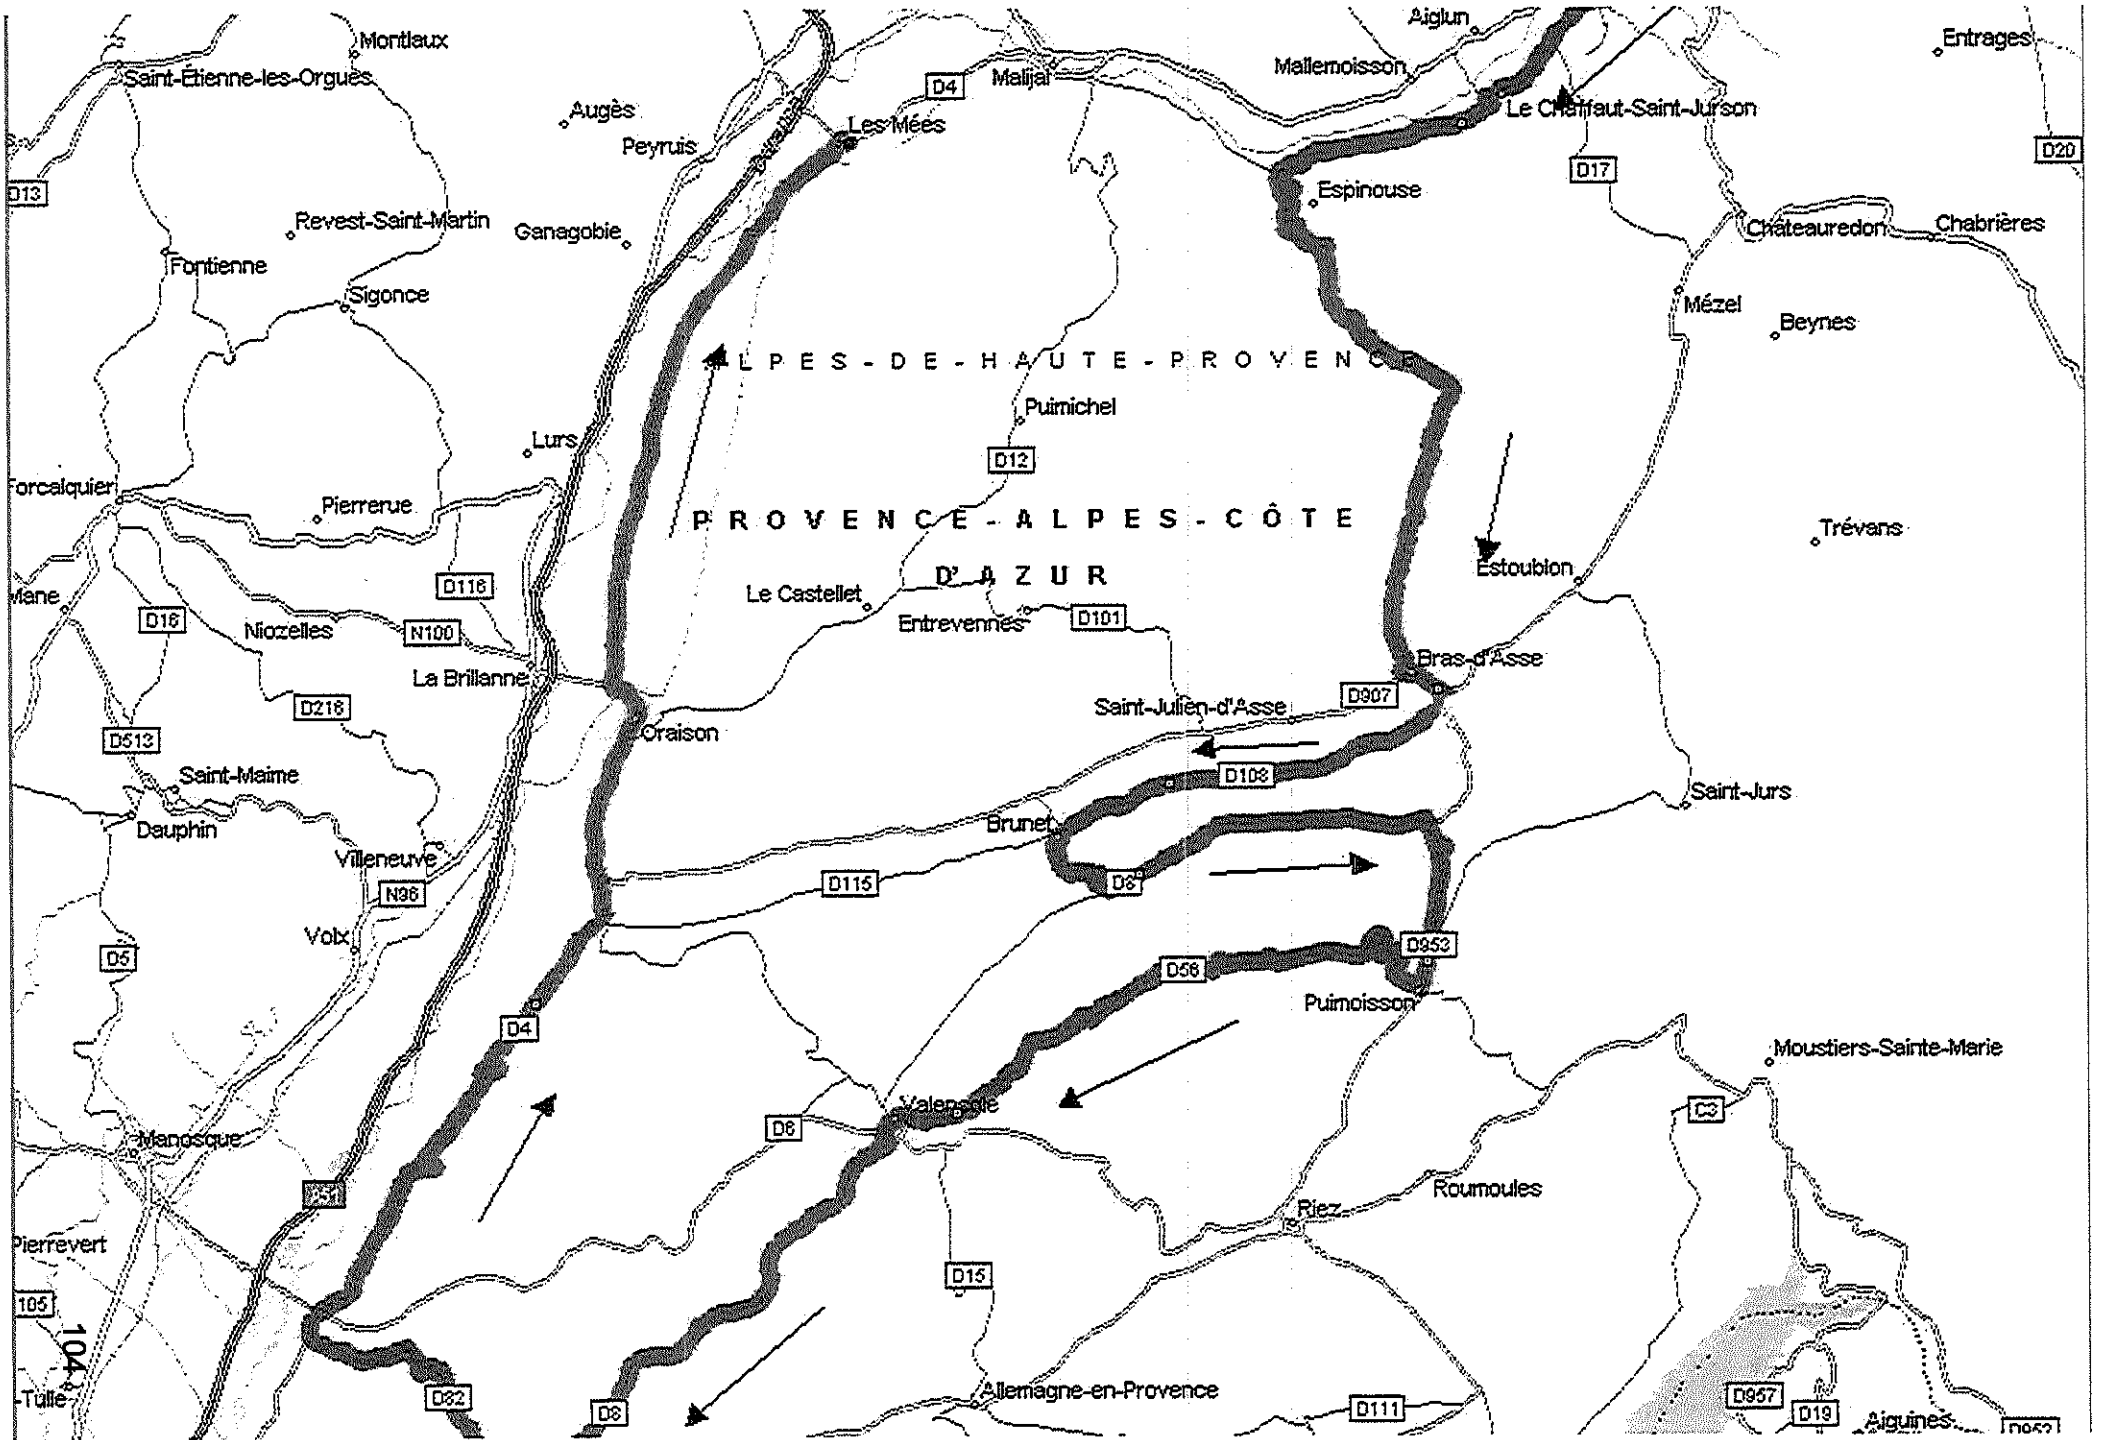 Montlaux
Aiglun
Entrages
Saint-Étienne-les-Orgues
Malijai
Mallemoisson
D4
Augès
Les Mées
Le Chaffaut-Saint-Jurson
Peyruis
D20
D13
D17
Espinouse
Revest-Saint-Martin
Ganagobie
Châteauredon
Chabrières
Fontienne
Sigonce
Mézel
Beynes
ALPES-DE-HAUTE-PROVENCE
Puimichel
Lurs
D12
Forcalquier
Pierrerue
PROVENCE-ALPES-CÔTE
D'AZUR
Trévans
Estoublon
D116
Mane
Le Castellet
D16
Niozelles
N100
Entrevennes
D101
La Brillanne
Bras-d'Asse
D907
D216
Saint-Julien-d'Asse
Oraison
D513
Saint-Maime
D108
Saint-Jurs
Dauphin
Brunet
Villeneuve
D115
D8
N96
Volx
D953
D5
D56
Puimoisson
D4
Moustiers-Sainte-Marie
Valensole
C3
D6
Manosque
A51
Roumoules
Riez
Pierrevert
D15
105
104
-Tulle
D82
D8
Allemagne-en-Provence
D111
D957
D19
Aiguines
D952